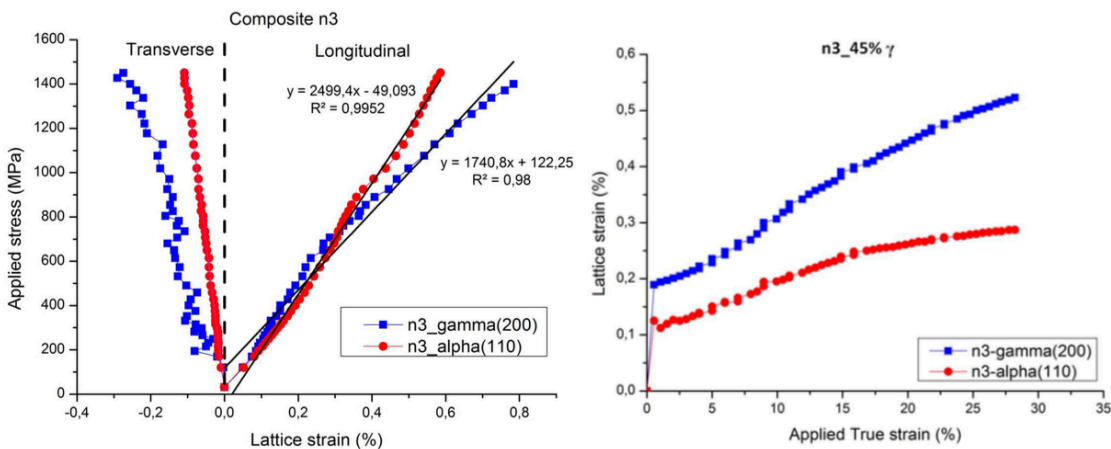 Composite n3
Transverse
Longitudinal
y = 2499,4x - 49,093
R² = 0,9952
y = 1740,8x + 122,25
R² = 0,98
n3_gamma(200)
n3_alpha(110)
Applied stress (MPa)
1600
1400
1200
1000
800
600
400
200
0
-0,4
-0,2
0,0
0,2
0,4
0,6
0,8
Lattice strain (%)
n3_45% γ
Lattice strain (%)
0,6
0,5
0,4
0,3
0,2
0,1
0,0
n3-gamma(200)
n3-alpha(110)
0
5
10
15
20
25
30
35
Applied True strain (%)